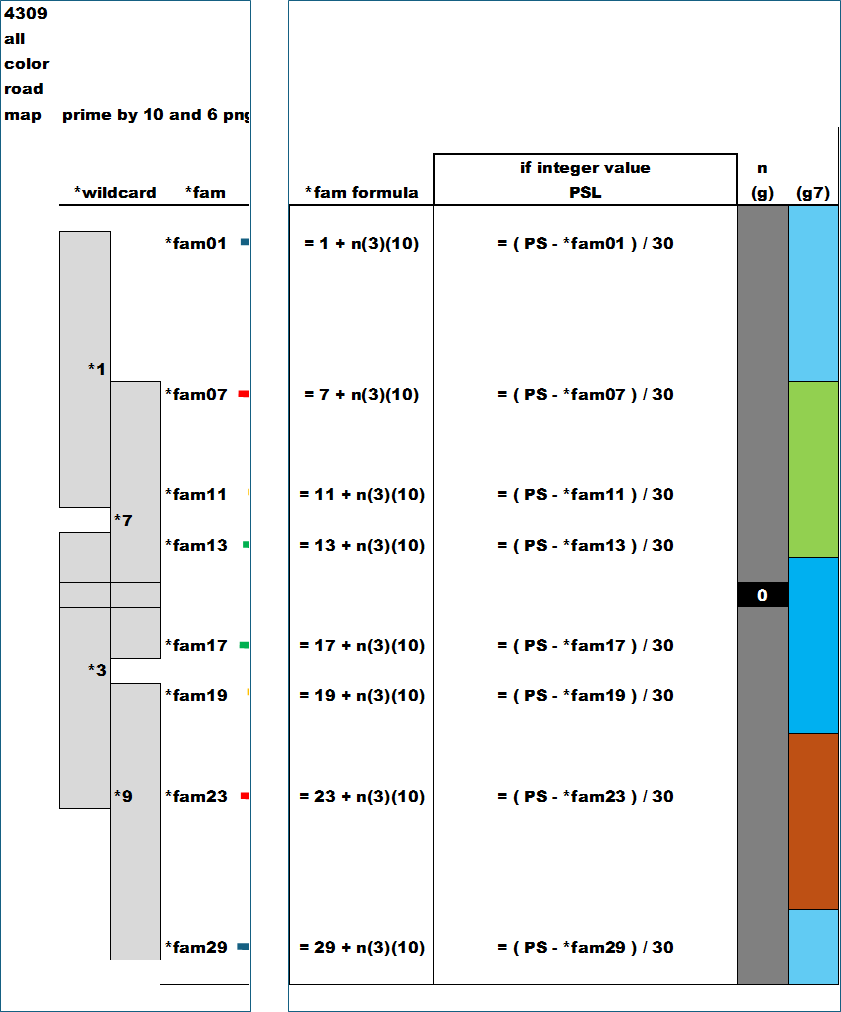 4309
all
color
road
map prime by 10 and 6 png
if integer value n
*wildcard *fam *fam formula PSL (g) (g7)
*fam01 = 1 + n(3)(10) = ( PS - *fam01 ) / 30
*1
*fam07 = 7 + n(3)(10) = ( PS - *fam07 ) / 30
*fam11 = 11 + n(3)(10) = ( PS - *fam11 ) / 30
*7
*fam13 = 13 + n(3)(10) = ( PS - *fam13 ) / 30
0
*fam17 = 17 + n(3)(10) = ( PS - *fam17 ) / 30
*3
*fam19 = 19 + n(3)(10) = ( PS - *fam19 ) / 30
*9 *fam23 = 23 + n(3)(10) = ( PS - *fam23 ) / 30
*fam29 = 29 + n(3)(10) = ( PS - *fam29 ) / 30